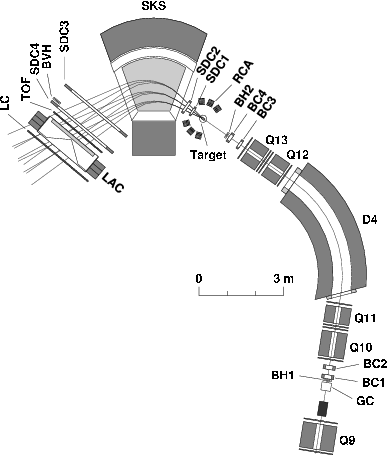 SKS
SDC3
SDC4
BVH
TOF
LC
LAC
SDC2
SDC1
RCA
BH2
BC4
BC3
Target
Q13
Q12
D4
0 3 m
Q11
Q10
BC2
BH1
BC1
GC
Q9